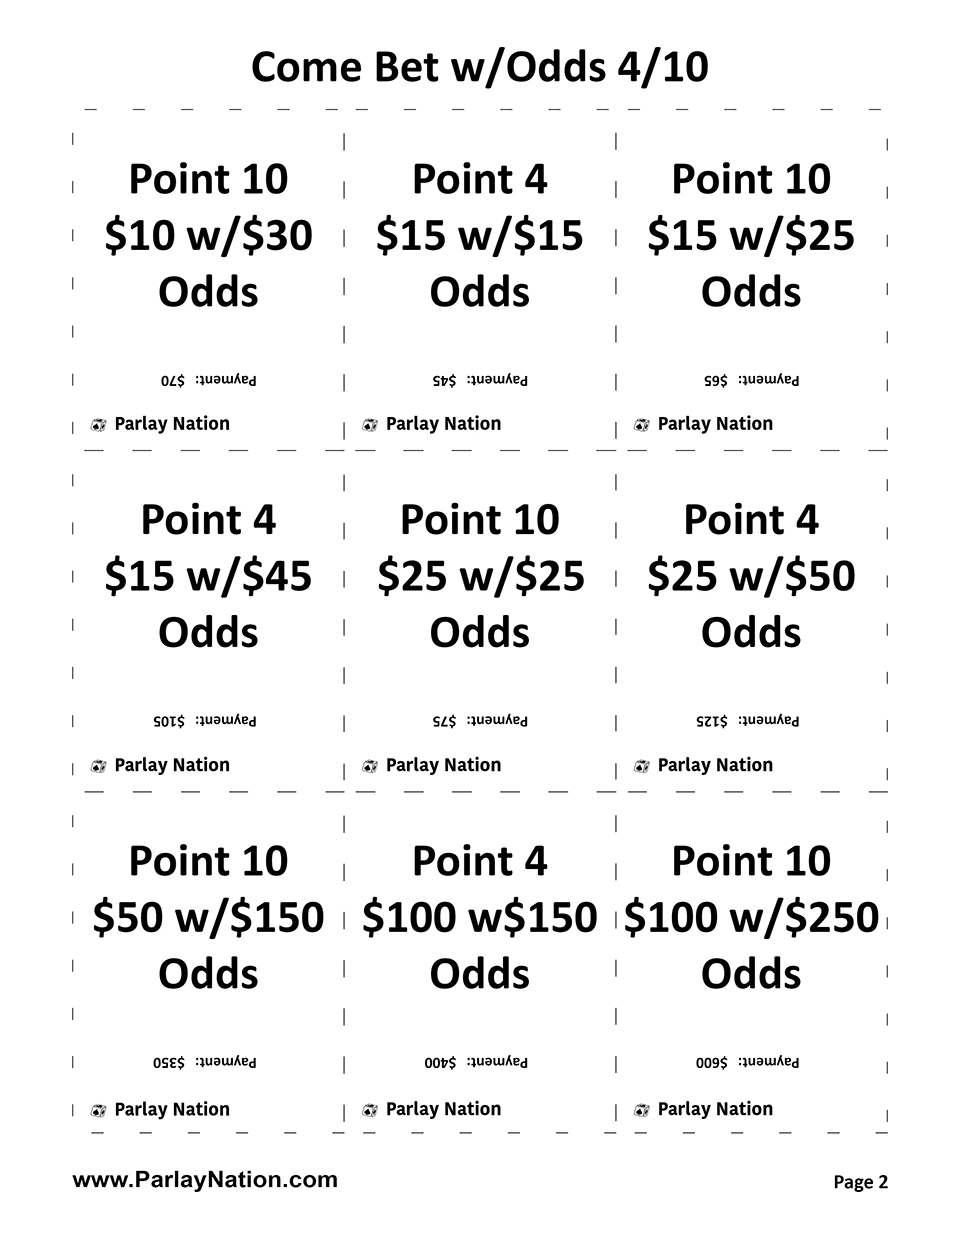 Come Bet w/Odds 4/10
Point 10
$10 w/$30
Odds
Payment: $70
Parlay Nation
Point 4
$15 w/$15
Odds
Payment: $45
Parlay Nation
Point 10
$15 w/$25
Odds
Payment: $65
Parlay Nation
Point 4
$15 w/$45
Odds
Payment: $105
Parlay Nation
Point 10
$25 w/$25
Odds
Payment: $75
Parlay Nation
Point 4
$25 w/$50
Odds
Payment: $125
Parlay Nation
Point 10
$50 w/$150
Odds
Payment: $350
Parlay Nation
Point 4
$100 w$150
Odds
Payment: $400
Parlay Nation
Point 10
$100 w/$250
Odds
Payment: $600
Parlay Nation
www.ParlayNation.com
Page 2